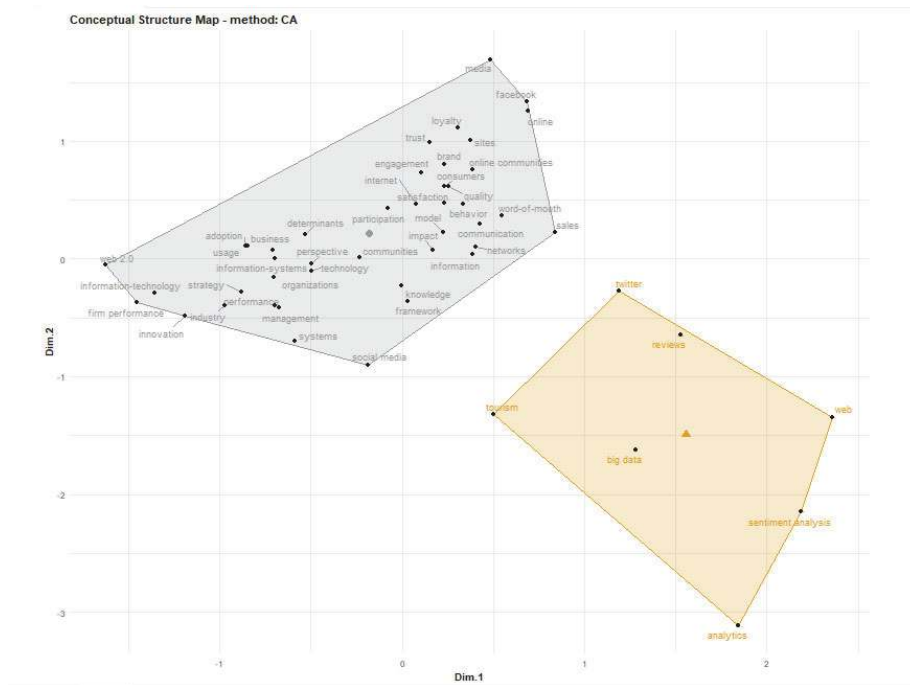 Conceptual Structure Map - method: CA
media
facebook
online
loyalty
trust
sites
brand
engagement
online communities
internet
consumers
satisfaction
quality
word-of-mouth
participation
behavior
determinants
model
sales
adoption
business
impact
communication
usage
perspective
communities
networks
web 2.0
information-systems
technology
information
information-technology
strategy
organizations
performance
knowledge
firm performance
industry
management
framework
innovation
systems
social media
twitter
reviews
tourism
web
big data
sentiment analysis
analytics
1
0
-1
-2
-3
Dim.2
-1
0
1
2
Dim.1